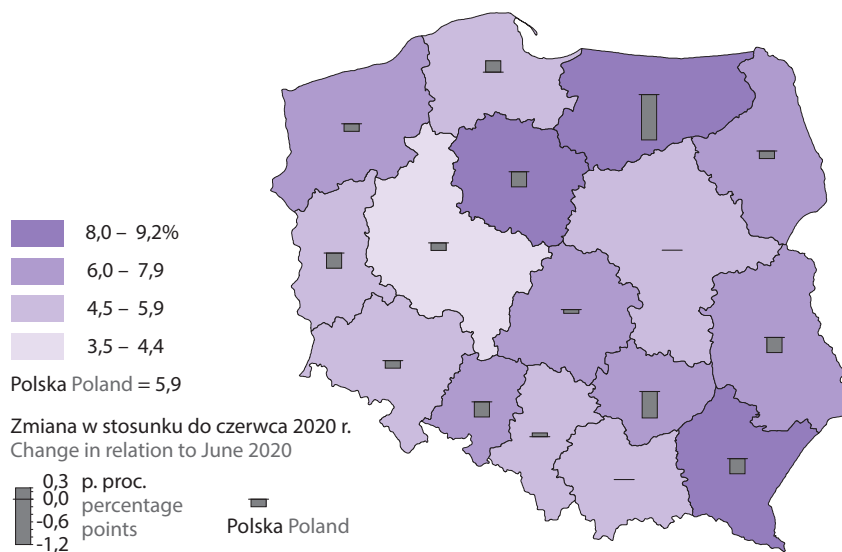 8,0 – 9,2%
6,0 – 7,9
4,5 – 5,9
3,5 – 4,4
Polska Poland = 5,9
Zmiana w stosunku do czerwca 2020 r.
Change in relation to June 2020
0,3 p. proc.
0,0 percentage
-0,6 points
-1,2
Polska Poland